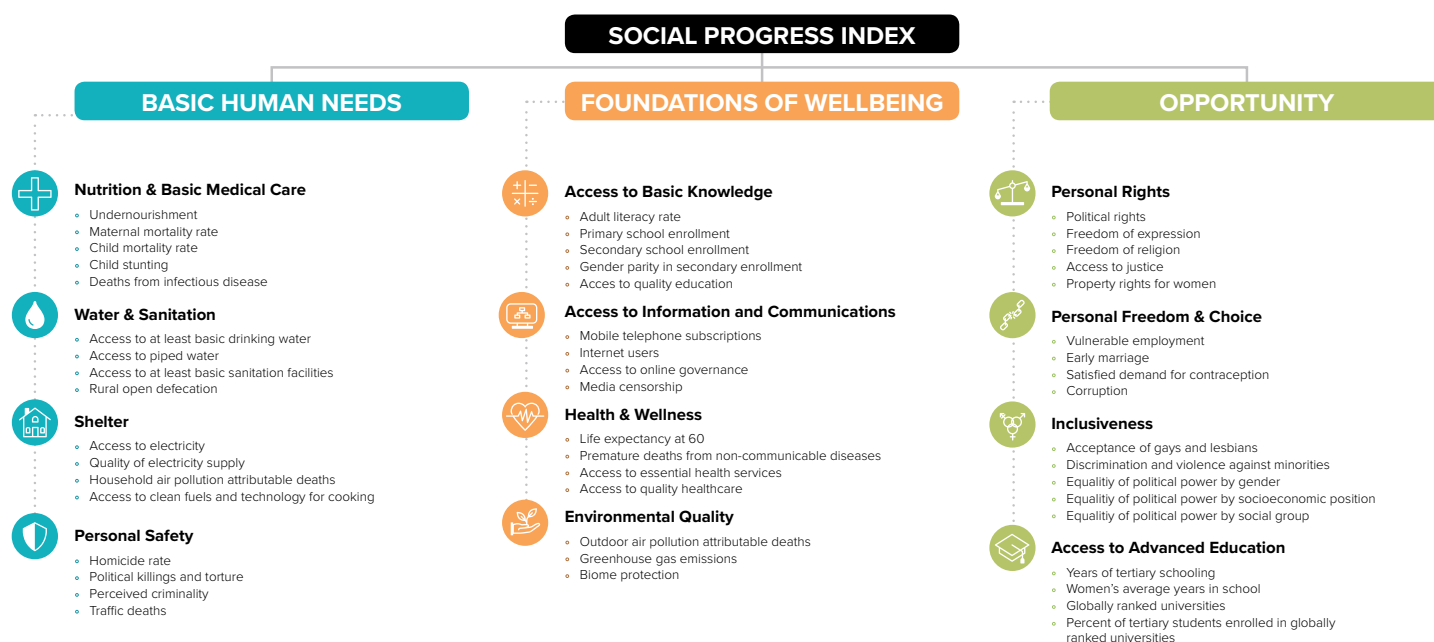 SOCIAL PROGRESS INDEX
BASIC HUMAN NEEDS
Nutrition & Basic Medical Care
Undernourishment
Maternal mortality rate
Child mortality rate
Child stunting
Deaths from infectious disease
Water & Sanitation
Access to at least basic drinking water
Access to piped water
Access to at least basic sanitation facilities
Rural open defecation
Shelter
Access to electricity
Quality of electricity supply
Household air pollution attributable deaths
Access to clean fuels and technology for cooking
Personal Safety
Homicide rate
Political killings and torture
Perceived criminality
Traffic deaths
FOUNDATIONS OF WELLBEING
Access to Basic Knowledge
Adult literacy rate
Primary school enrollment
Secondary school enrollment
Gender parity in secondary enrollment
Acces to quality education
Access to Information and Communications
Mobile telephone subscriptions
Internet users
Access to online governance
Media censorship
Health & Wellness
Life expectancy at 60
Premature deaths from non-communicable diseases
Access to essential health services
Access to quality healthcare
Environmental Quality
Outdoor air pollution attributable deaths
Greenhouse gas emissions
Biome protection
OPPORTUNITY
Personal Rights
Political rights
Freedom of expression
Freedom of religion
Access to justice
Property rights for women
Personal Freedom & Choice
Vulnerable employment
Early marriage
Satisfied demand for contraception
Corruption
Inclusiveness
Acceptance of gays and lesbians
Discrimination and violence against minorities
Equalitiy of political power by gender
Equalitiy of political power by socioeconomic position
Equalitiy of political power by social group
Access to Advanced Education
Years of tertiary schooling
Women's average years in school
Globally ranked universities
Percent of tertiary students enrolled in globally
ranked universities